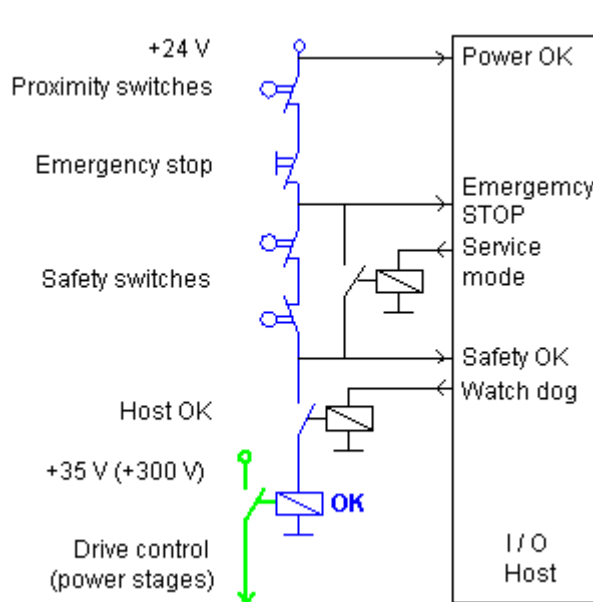 +24 V
Power OK
Proximity switches
Emergency stop
Emergemcy
STOP
Service
mode
Safety switches
Safety OK
Watch dog
Host OK
+35 V (+300 V)
OK
Drive control
(power stages)
I / O
Host